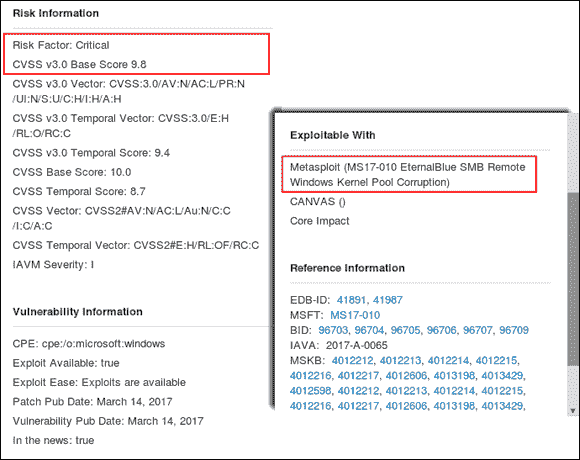 Risk Information
Risk Factor: Critical
CVSS v3.0 Base Score 9.8
CVSS v3.0 Vector: CVSS:3.0/AV:N/AC:L/PR:N
/UI:N/S:U/C:H/I:H/A:H
CVSS v3.0 Temporal Vector: CVSS:3.0/E:H
/RL:O/RC:C
CVSS v3.0 Temporal Score: 9.4
CVSS Base Score: 10.0
CVSS Temporal Score: 8.7
CVSS Vector: CVSS2#AV:N/AC:L/Au:N/C:C
/I:C/A:C
CVSS Temporal Vector: CVSS2#E:H/RL:OF/RC:C
IAVM Severity: I
Vulnerability Information
CPE: cpe:/o:microsoft:windows
Exploit Available: true
Exploit Ease: Exploits are available
Patch Pub Date: March 14, 2017
Vulnerability Pub Date: March 14, 2017
In the news: true
Exploitable With
Metasploit (MS17-010 EternalBlue SMB Remote
Windows Kernel Pool Corruption)
CANVAS ()
Core Impact
Reference Information
EDB-ID: 41891, 41987
MSFT: MS17-010
BID: 96703, 96704, 96705, 96706, 96707, 96709
IAVA: 2017-A-0065
MSKB: 4012212, 4012213, 4012214, 4012215,
4012216, 4012217, 4012606, 4013198, 4013429,
4012598, 4012212, 4012213, 4012214, 4012215,
4012216, 4012217, 4012606, 4013198, 4013429,